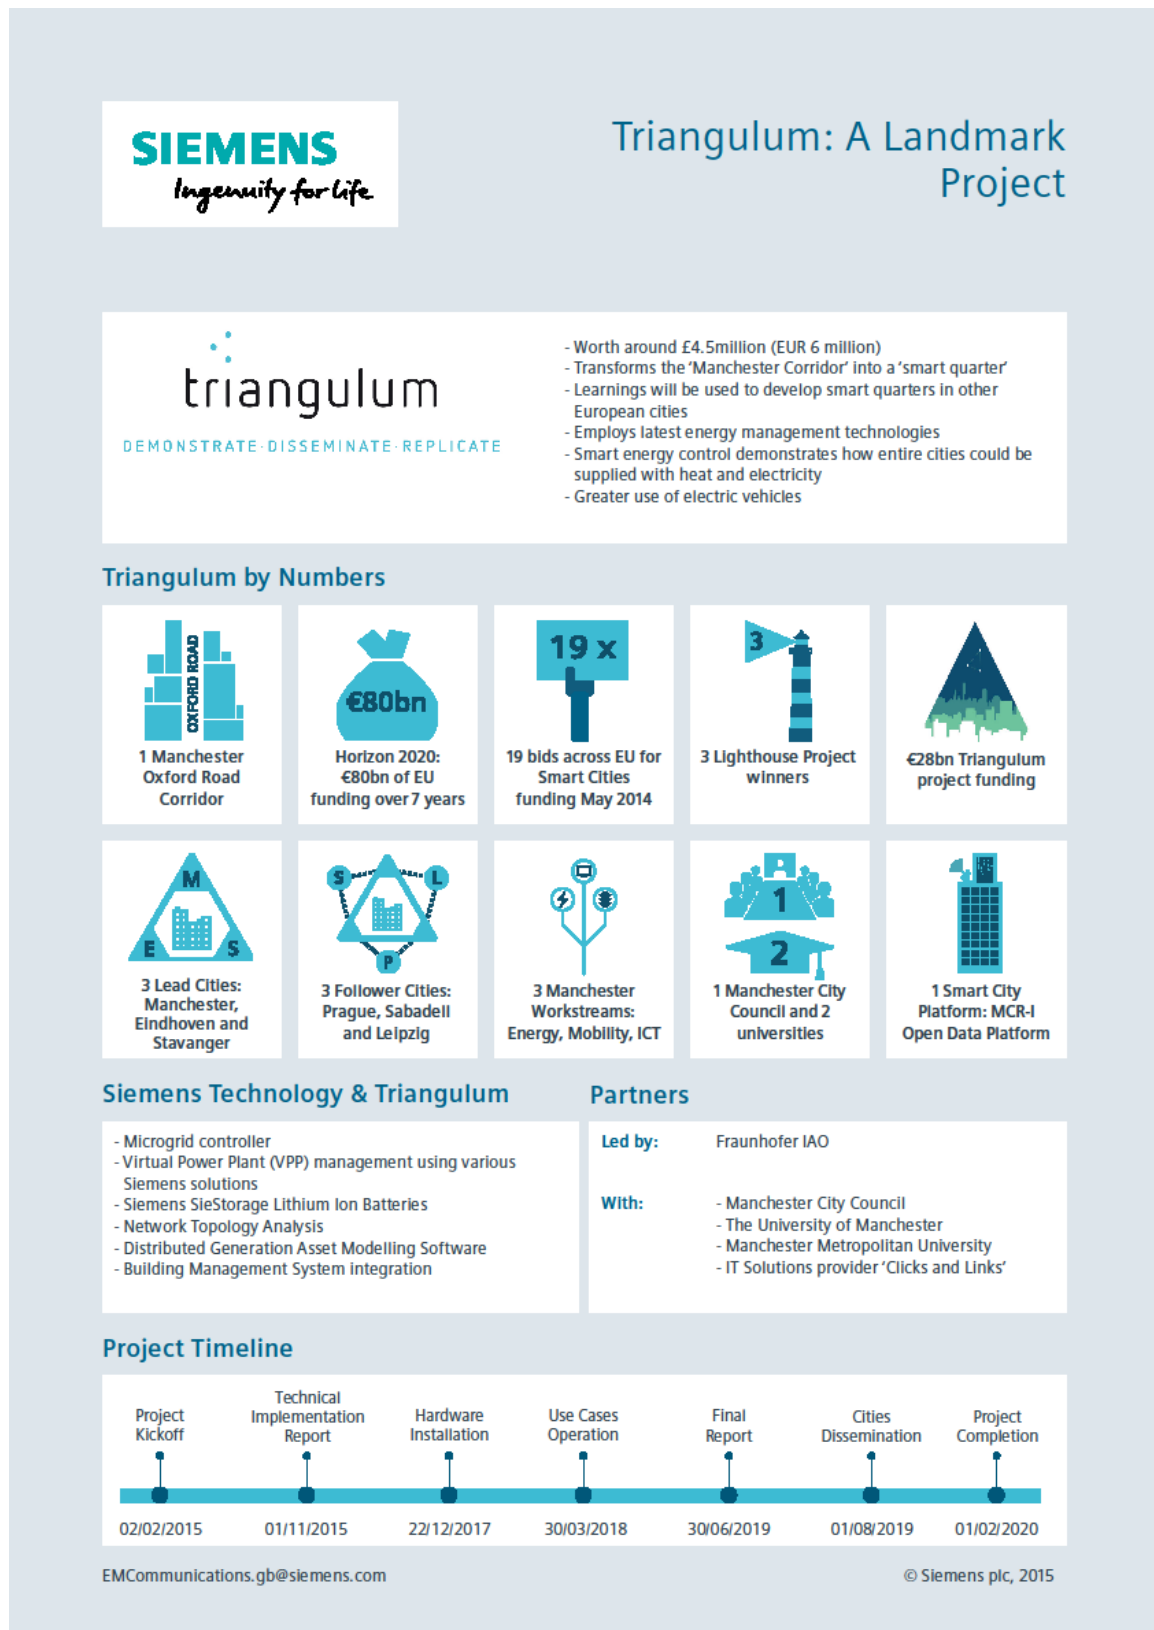 SIEMENS
Ingenuity for life
Triangulum: A Landmark
Project
triangulum
DEMONSTRATE·DISSEMINATE·REPLICATE
- Worth around £4.5million (EUR 6 million)
- Transforms the ‘Manchester Corridor’ into a ‘smart quarter’
- Learnings will be used to develop smart quarters in other
European cities
- Employs latest energy management technologies
- Smart energy control demonstrates how entire cities could be
supplied with heat and electricity
- Greater use of electric vehicles
Triangulum by Numbers
OXFORD ROAD
1 Manchester
Oxford Road
Corridor
€80bn
Horizon 2020:
€80bn of EU
funding over 7 years
19 x
19 bids across EU for
Smart Cities
funding May 2014
3
3 Lighthouse Project
winners
€28bn Triangulum
project funding
M
E S
3 Lead Cities:
Manchester,
Eindhoven and
Stavanger
S L
P
3 Follower Cities:
Prague, Sabadell
and Leipzig
3 Manchester
Workstreams:
Energy, Mobility, ICT
1
2
1 Manchester City
Council and 2
universities
1 Smart City
Platform: MCR-I
Open Data Platform
Siemens Technology & Triangulum
- Microgrid controller
- Virtual Power Plant (VPP) management using various
Siemens solutions
- Siemens SieStorage Lithium Ion Batteries
- Network Topology Analysis
- Distributed Generation Asset Modelling Software
- Building Management System integration
Partners
Led by: Fraunhofer IAO
With: - Manchester City Council
- The University of Manchester
- Manchester Metropolitan University
- IT Solutions provider ‘Clicks and Links’
Project Timeline
Project
Kickoff
Technical
Implementation
Report
Hardware
Installation
Use Cases
Operation
Final
Report
Cities
Dissemination
Project
Completion
02/02/2015 01/11/2015 22/12/2017 30/03/2018 30/06/2019 01/08/2019 01/02/2020
EMCommunications.gb@siemens.com
© Siemens plc, 2015